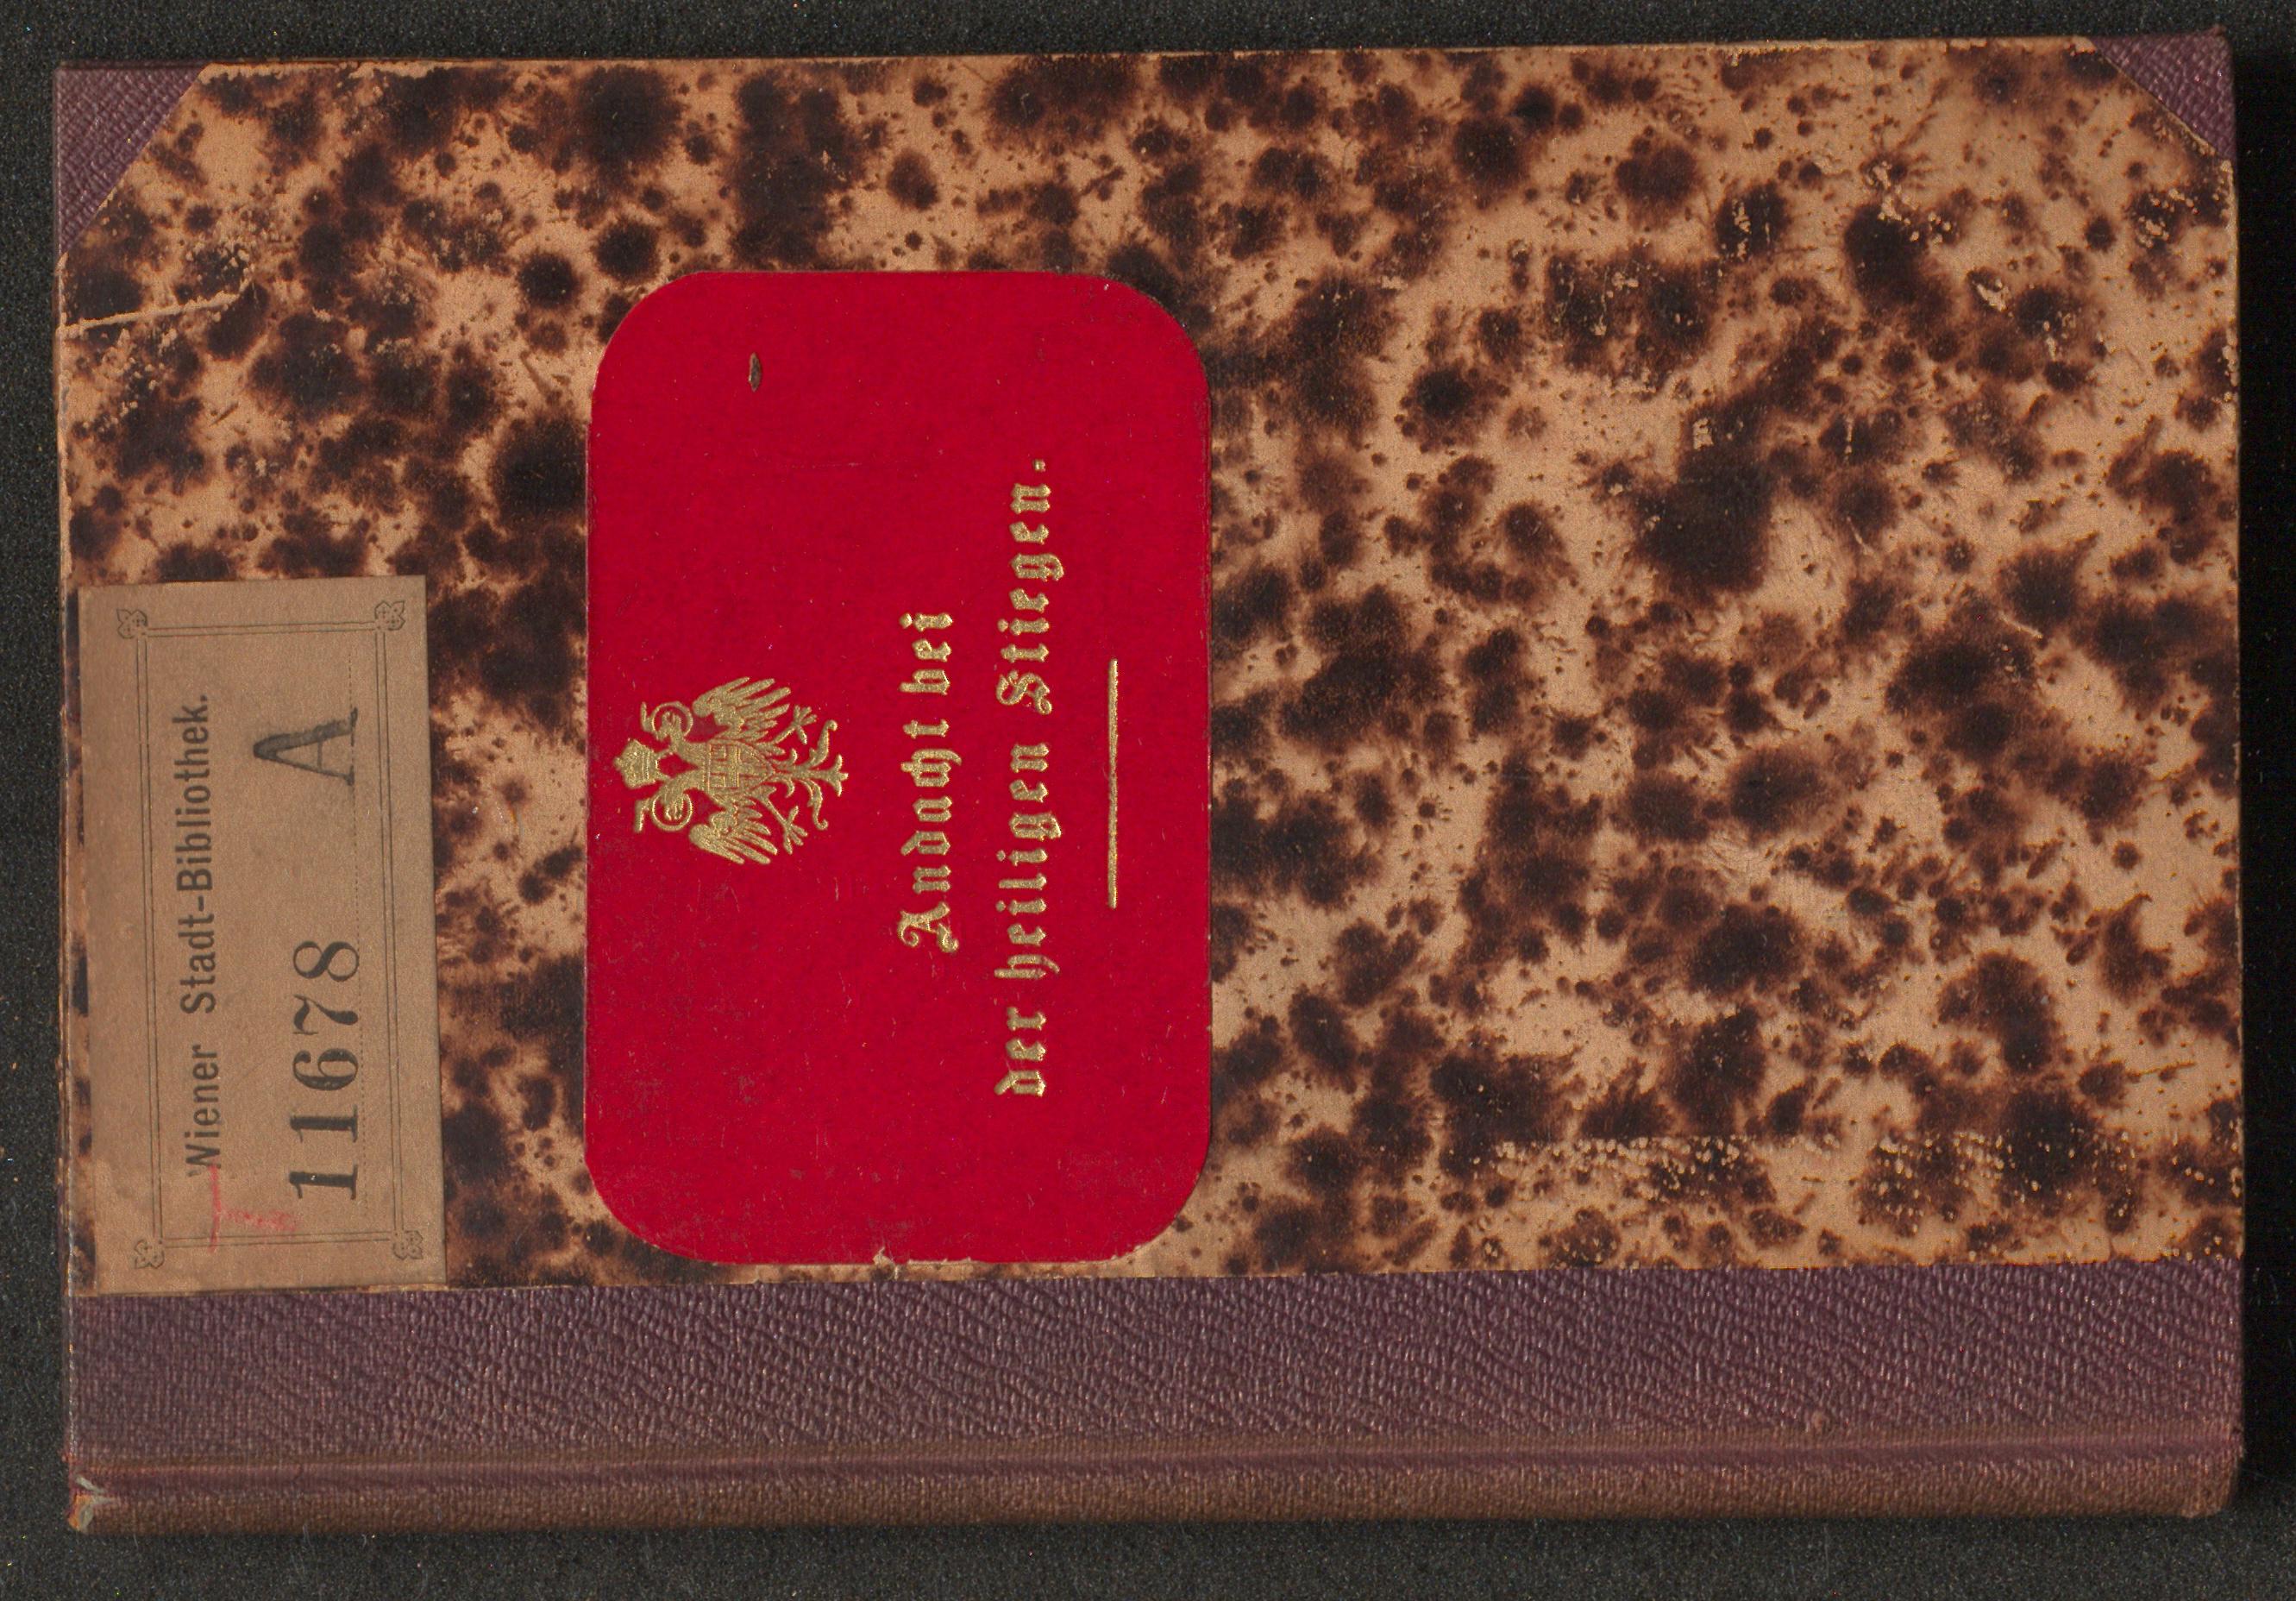 Wiener Stadt-Bibliothek.
11678 A
Andacht bei
der heiligen Stiegen.